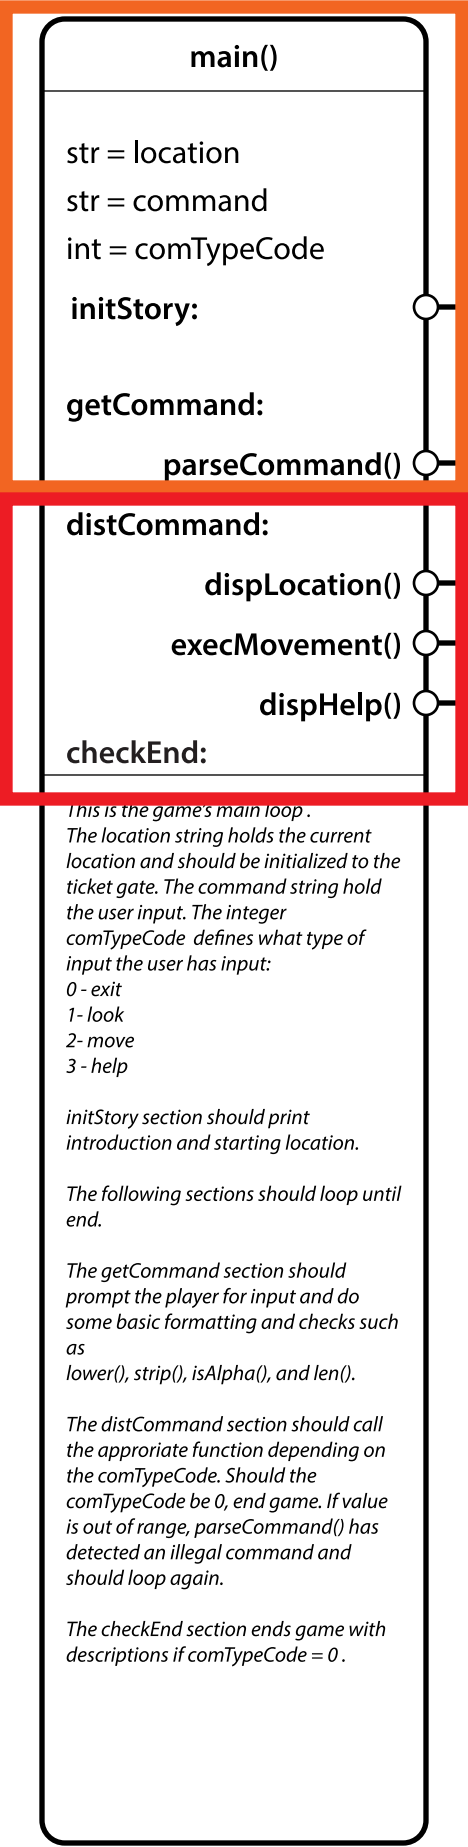 main()
str = location
str = command
int = comTypeCode
initStory:
getCommand:
parseCommand()
distCommand:
dispLocation()
execMovement()
dispHelp()
checkEnd:
This is the game's main loop .
The location string holds the current
location and should be initialized to the
ticket gate. The command string hold
the user input. The integer
comTypeCode defines what type of
input the user has input:
0 - exit
1- look
2- move
3 - help
initStory section should print
introduction and starting location.
The following sections should loop until
end.
The getCommand section should
prompt the player for input and do
some basic formatting and checks such
as
lower(), strip(), isAlpha(), and len().
The distCommand section should call
the approriate function depending on
the comTypeCode. Should the
comTypeCode be 0, end game. If value
is out of range, parseCommand() has
detected an illegal command and
should loop again.
The checkEnd section ends game with
descriptions if comTypeCode = 0 .